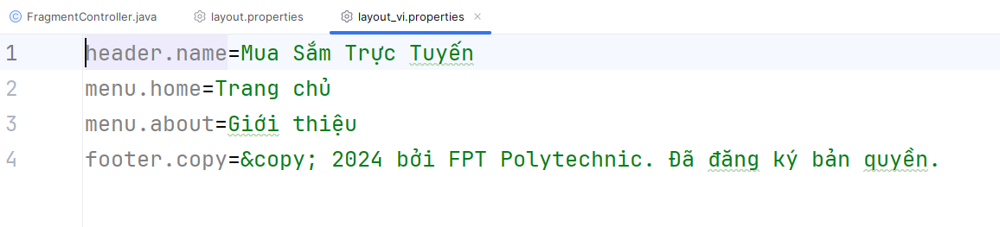 FragmentController.java layout.properties layout_vi.properties
1 header.name=Mua Sắm Trực Tuyến
2 menu.home=Trang chủ
3 menu.about=Giới thiệu
4 footer.copy=&copy; 2024 bởi FPT Polytechnic. Đã đăng ký bản quyền.